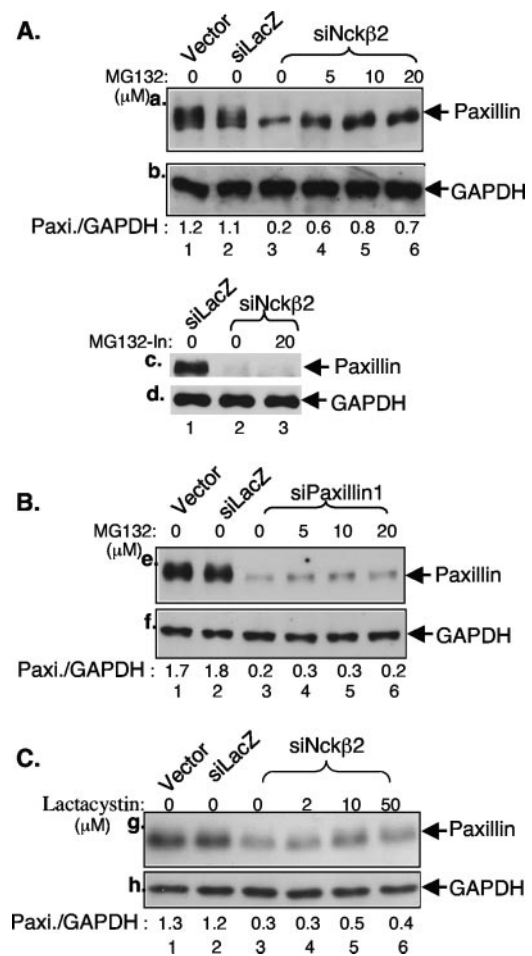 A.
Vector siLacZ siNckβ2
MG132: 0 0 0 5 10 20
(μM) a. Paxillin
b. GAPDH
Paxi./GAPDH : 1.2 1.1 0.2 0.6 0.8 0.7
1 2 3 4 5 6
siLacZ siNckβ2
MG132-In: 0 0 20
c. Paxillin
d. GAPDH
1 2 3
B.
Vector siLacZ siPaxillin1
MG132: 0 0 0 5 10 20
(μM) e. Paxillin
f. GAPDH
Paxi./GAPDH : 1.7 1.8 0.2 0.3 0.3 0.2
1 2 3 4 5 6
C.
Vector siLacZ siNckβ2
Lactacystin: 0 0 0 2 10 50
(μM) g. Paxillin
h. GAPDH
Paxi./GAPDH : 1.3 1.2 0.3 0.3 0.5 0.4
1 2 3 4 5 6